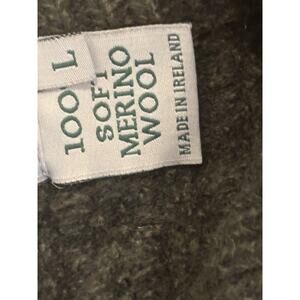 L
100%
SOFT
MERINO
WOOL
MADE IN IRELAND